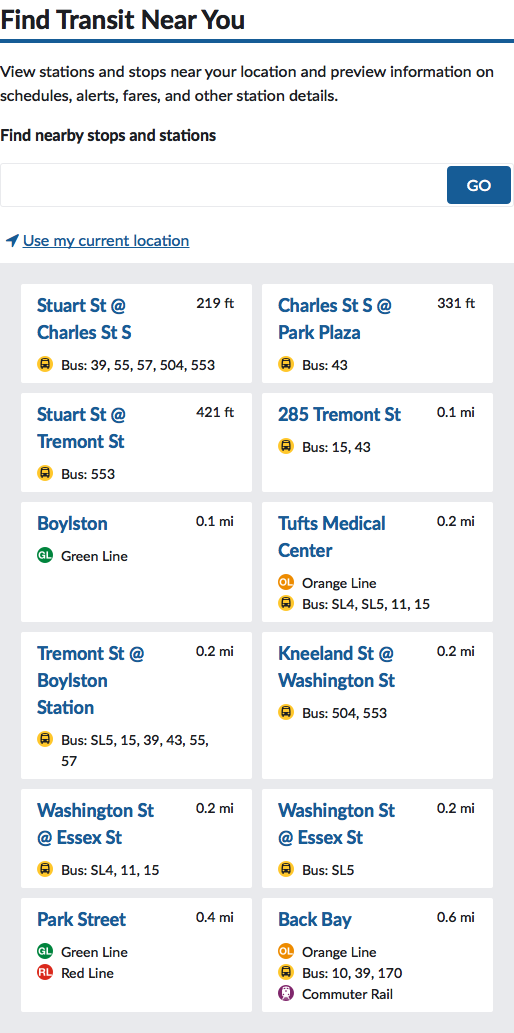 Find Transit Near You
View stations and stops near your location and preview information on
schedules, alerts, fares, and other station details.
Find nearby stops and stations
GO
Use my current location
Stuart St @
Charles St S
219 ft
Bus: 39, 55, 57, 504, 553
Charles St S @
Park Plaza
331 ft
Bus: 43
Stuart St @
Tremont St
421 ft
Bus: 553
285 Tremont St
0.1 mi
Bus: 15, 43
Boylston
0.1 mi
GL Green Line
Tufts Medical
Center
0.2 mi
OL Orange Line
Bus: SL4, SL5, 11, 15
Tremont St @
Boylston
Station
0.2 mi
Bus: SL5, 15, 39, 43, 55,
57
Kneeland St @
Washington St
0.2 mi
Bus: 504, 553
Washington St
@ Essex St
0.2 mi
Bus: SL4, 11, 15
Washington St
@ Essex St
0.2 mi
Bus: SL5
Park Street
0.4 mi
GL Green Line
RL Red Line
Back Bay
0.6 mi
OL Orange Line
Bus: 10, 39, 170
Commuter Rail